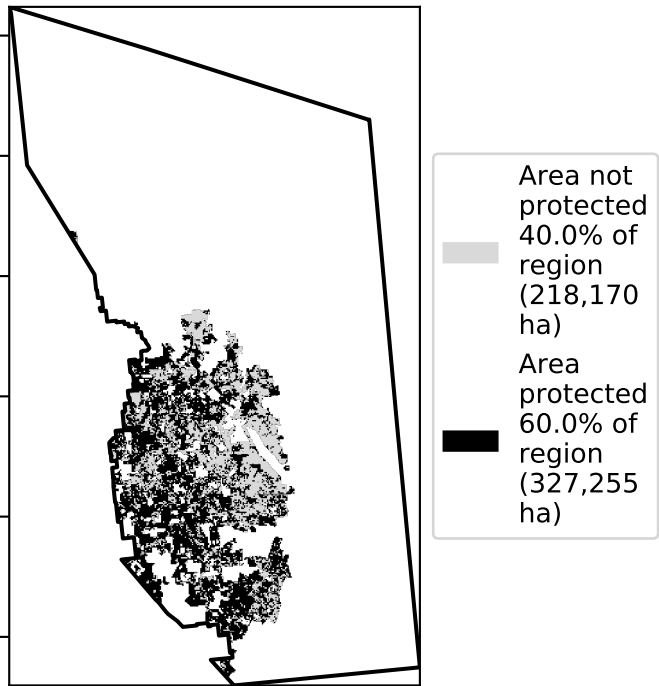 Area not
protected
40.0% of
region
(218,170
ha)
Area
protected
60.0% of
region
(327,255
ha)